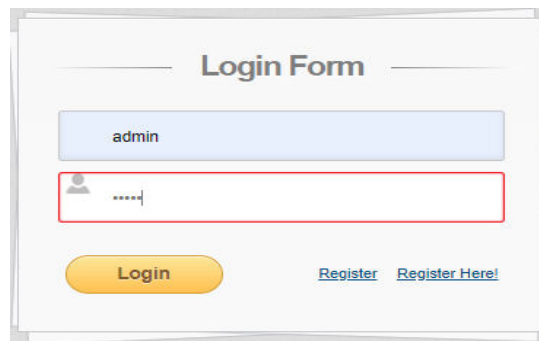 Login Form
admin
•••••
Login Register Register Here!